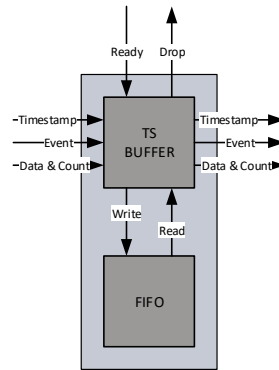 Ready Drop
Timestamp TS Timestamp
Event BUFFER Event
Data & Count Data & Count
Write
Read
FIFO